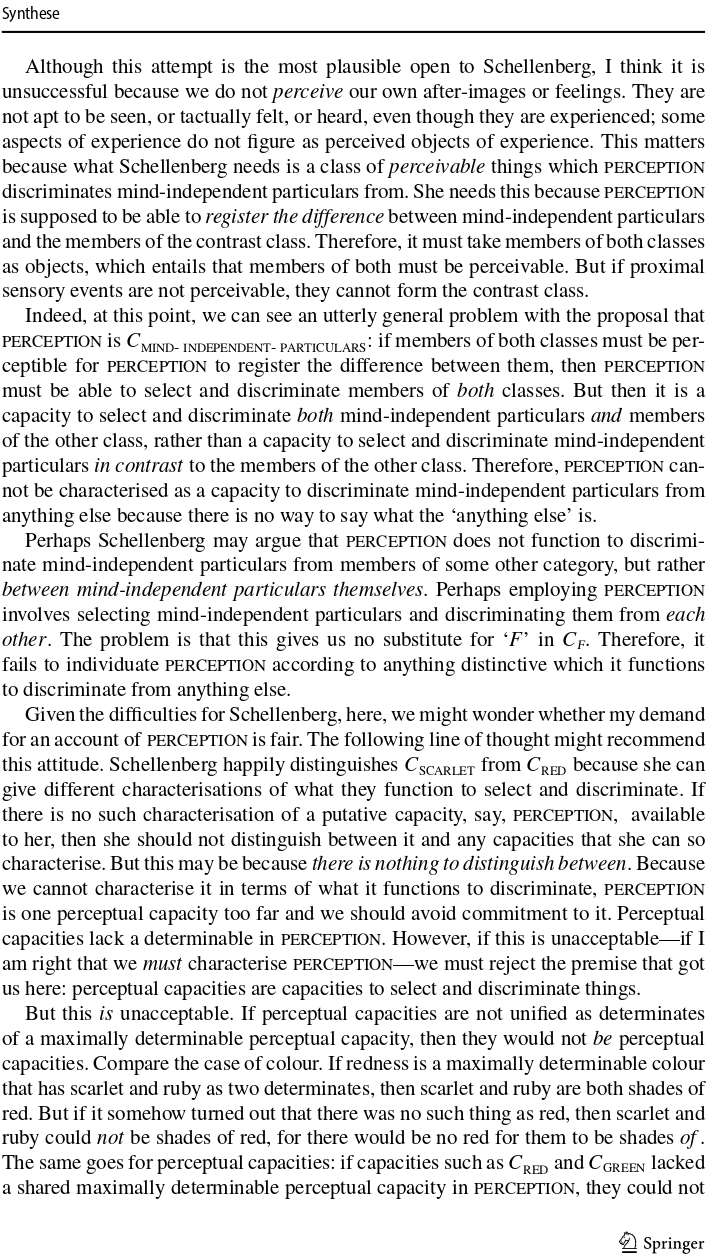 Synthese
Although this attempt is the most plausible open to Schellenberg, I think it is
unsuccessful because we do not perceive our own after-images or feelings. They are
not apt to be seen, or tactually felt, or heard, even though they are experienced; some
aspects of experience do not figure as perceived objects of experience. This matters
because what Schellenberg needs is a class of perceivable things which PERCEPTION
discriminates mind-independent particulars from. She needs this because PERCEPTION
is supposed to be able to register the difference between mind-independent particulars
and the members of the contrast class. Therefore, it must take members of both classes
as objects, which entails that members of both must be perceivable. But if proximal
sensory events are not perceivable, they cannot form the contrast class.
Indeed, at this point, we can see an utterly general problem with the proposal that
PERCEPTION is C MIND- INDEPENDENT- PARTICULARS: if members of both classes must be per-
ceptible for PERCEPTION to register the difference between them, then PERCEPTION
must be able to select and discriminate members of both classes. But then it is a
capacity to select and discriminate both mind-independent particulars and members
of the other class, rather than a capacity to select and discriminate mind-independent
particulars in contrast to the members of the other class. Therefore, PERCEPTION can-
not be characterised as a capacity to discriminate mind-independent particulars from
anything else because there is no way to say what the ‘anything else’ is.
Perhaps Schellenberg may argue that PERCEPTION does not function to discrimi-
nate mind-independent particulars from members of some other category, but rather
between mind-independent particulars themselves. Perhaps employing PERCEPTION
involves selecting mind-independent particulars and discriminating them from each
other. The problem is that this gives us no substitute for ‘F’ in CF. Therefore, it
fails to individuate PERCEPTION according to anything distinctive which it functions
to discriminate from anything else.
Given the difficulties for Schellenberg, here, we might wonder whether my demand
for an account of PERCEPTION is fair. The following line of thought might recommend
this attitude. Schellenberg happily distinguishes CSCARLET from CRED because she can
give different characterisations of what they function to select and discriminate. If
there is no such characterisation of a putative capacity, say, PERCEPTION, available
to her, then she should not distinguish between it and any capacities that she can so
characterise. But this may be because there is nothing to distinguish between. Because
we cannot characterise it in terms of what it functions to discriminate, PERCEPTION
is one perceptual capacity too far and we should avoid commitment to it. Perceptual
capacities lack a determinable in PERCEPTION. However, if this is unacceptable—if I
am right that we must characterise PERCEPTION—we must reject the premise that got
us here: perceptual capacities are capacities to select and discriminate things.
But this is unacceptable. If perceptual capacities are not unified as determinates
of a maximally determinable perceptual capacity, then they would not be perceptual
capacities. Compare the case of colour. If redness is a maximally determinable colour
that has scarlet and ruby as two determinates, then scarlet and ruby are both shades of
red. But if it somehow turned out that there was no such thing as red, then scarlet and
ruby could not be shades of red, for there would be no red for them to be shades of.
The same goes for perceptual capacities: if capacities such as CRED and CGREEN lacked
a shared maximally determinable perceptual capacity in PERCEPTION, they could not
Springer